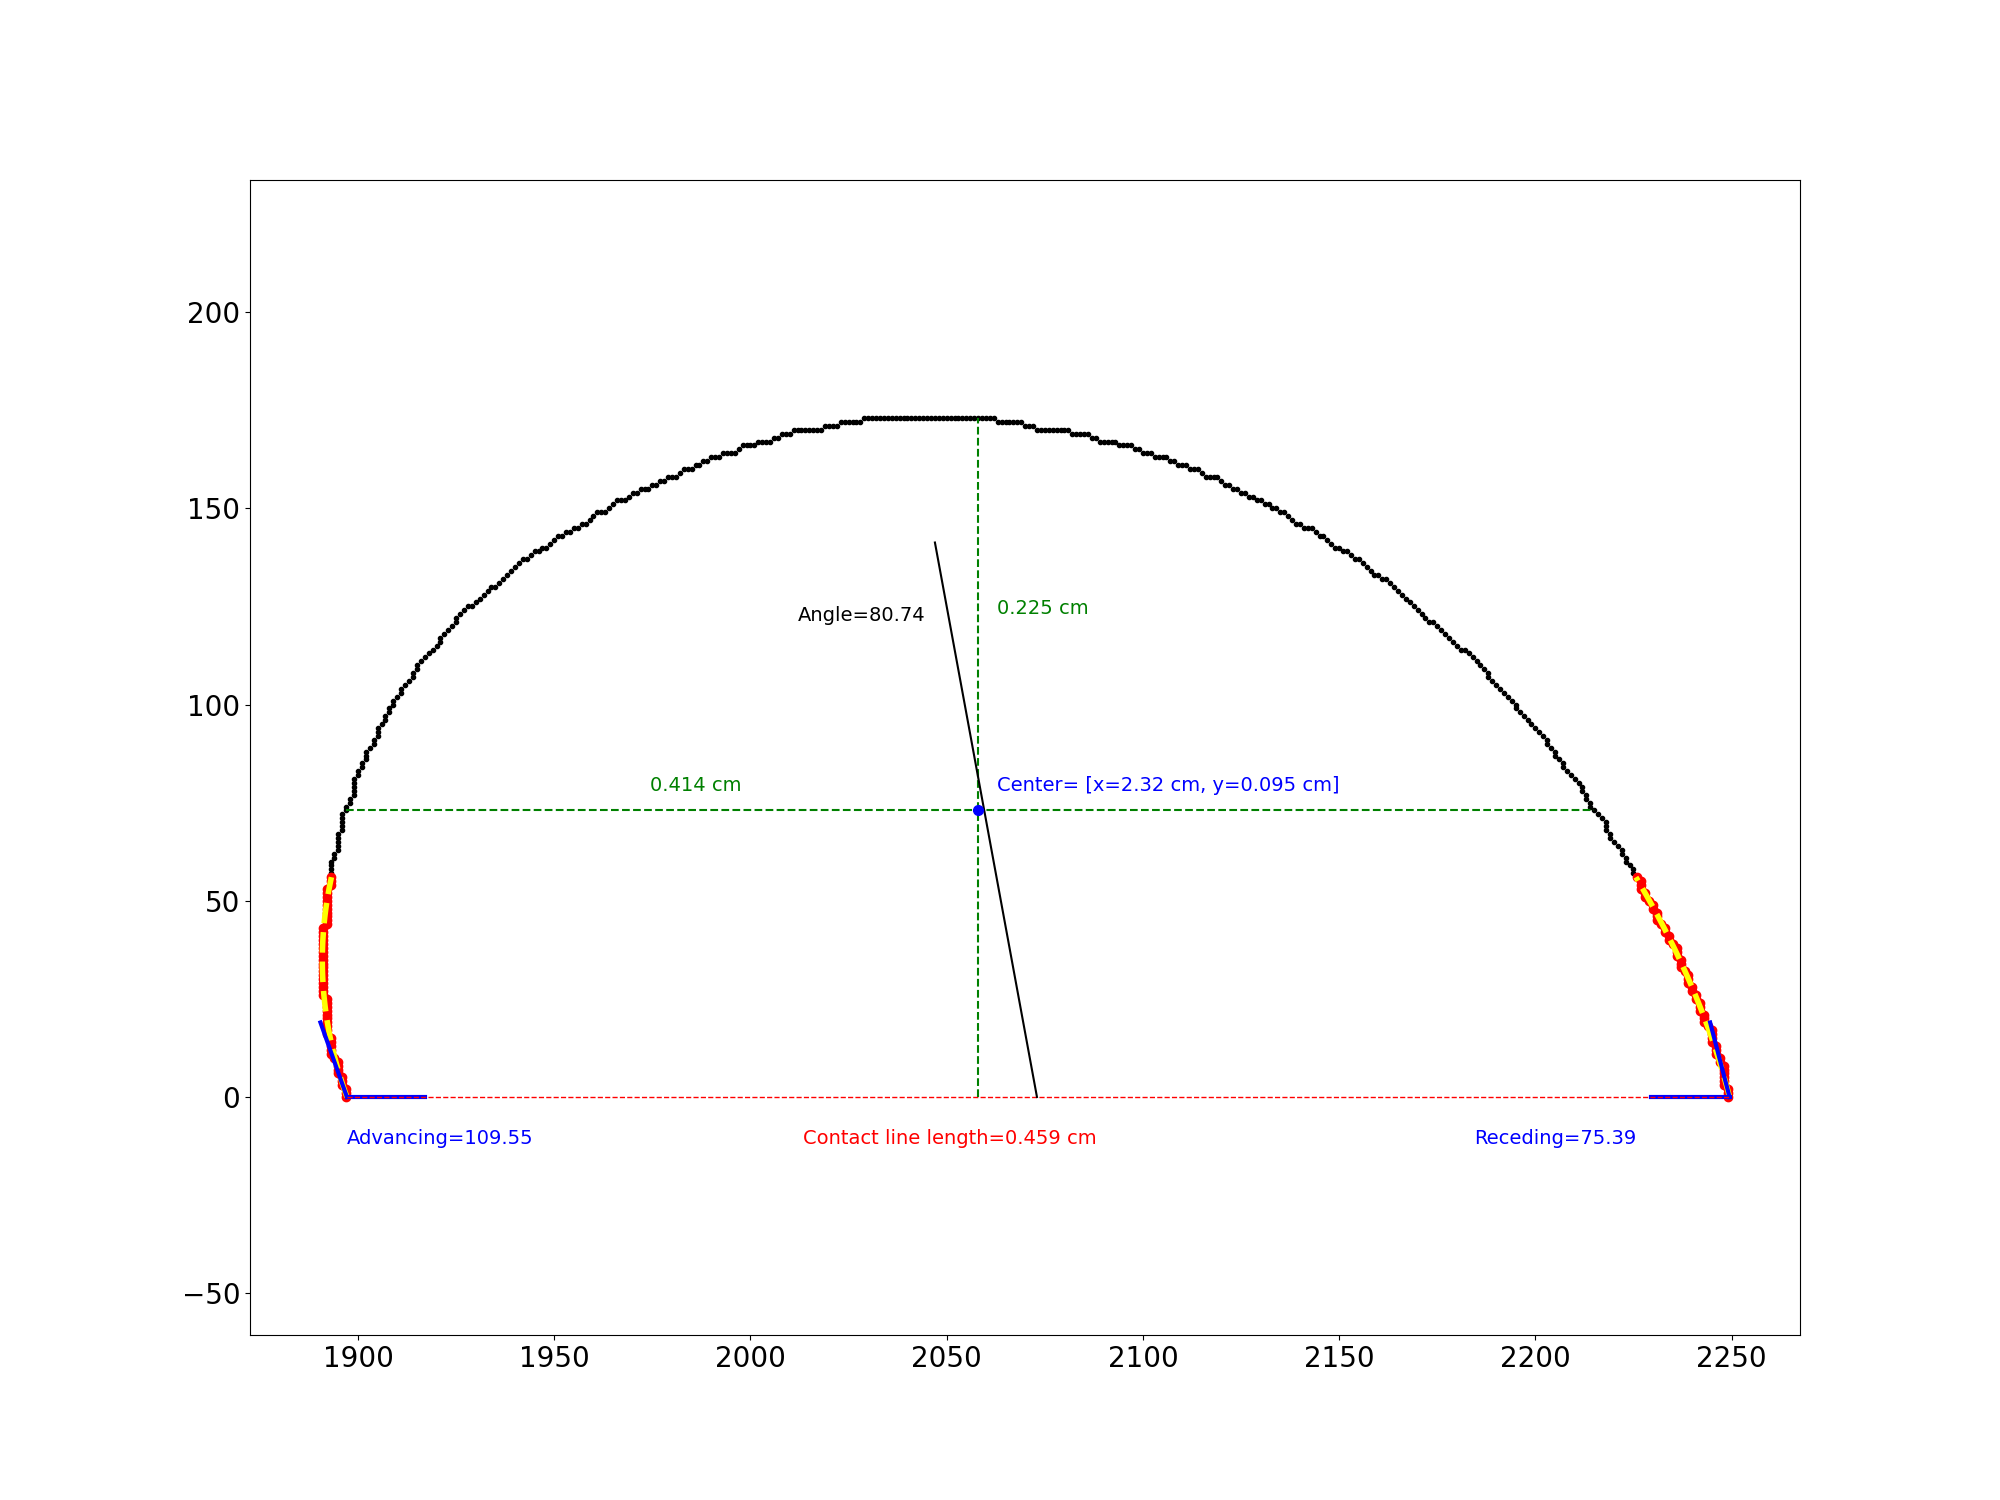 200
150
100
50
0
−50
Angle=80.74
0.225 cm
0.414 cm
Center= [x=2.32 cm, y=0.095 cm]
Advancing=109.55
Contact line length=0.459 cm
Receding=75.39
1900
1950
2000
2050
2100
2150
2200
2250